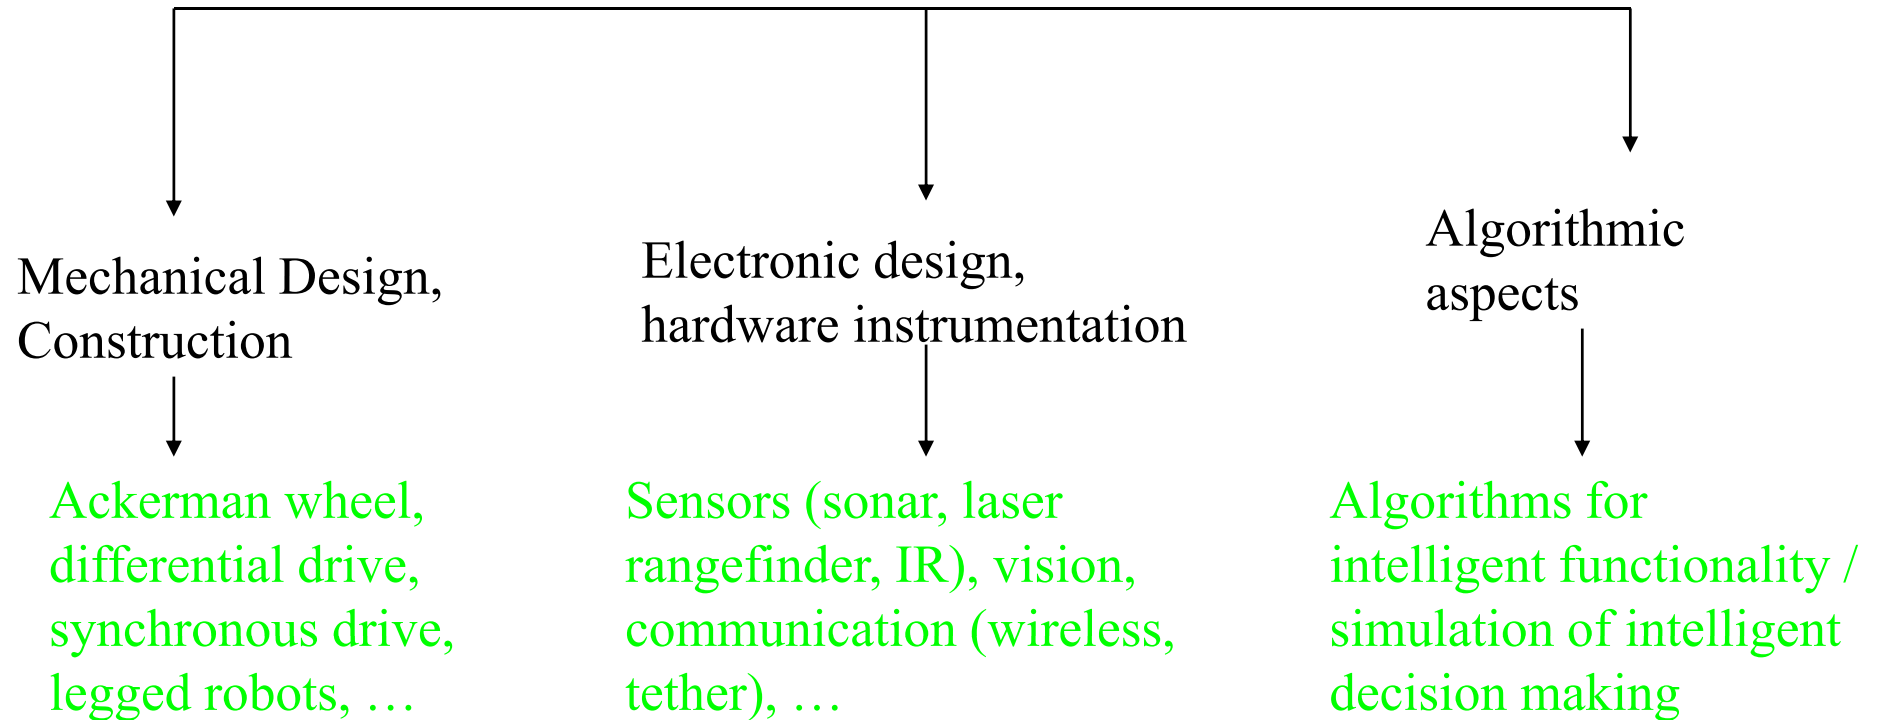 Mechanical Design,
Construction
Electronic design,
hardware instrumentation
Algorithmic
aspects
Ackerman wheel,
differential drive,
synchronous drive,
legged robots, …
Sensors (sonar, laser
rangefinder, IR), vision,
communication (wireless,
tether), …
Algorithms for
intelligent functionality /
simulation of intelligent
decision making